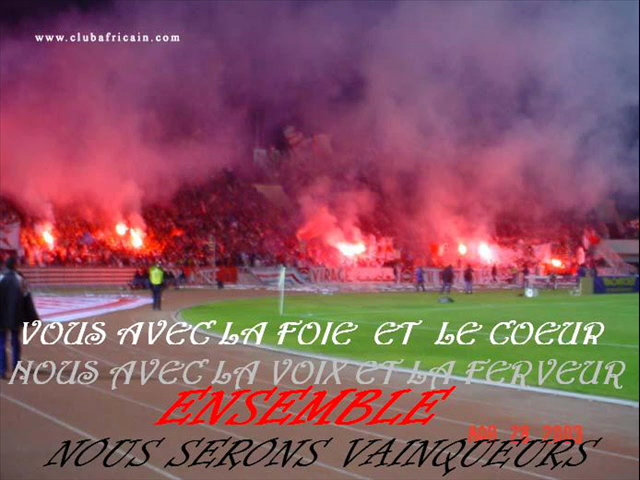 www.clubafricain.com
VIRAGE
VOUS AVEC LA FOIE ET LE COEUR
NOUS AVEC LA VOIX ET LA FERVEUR
ENSEMBLE
NOUS SERONS VAINQUEURS